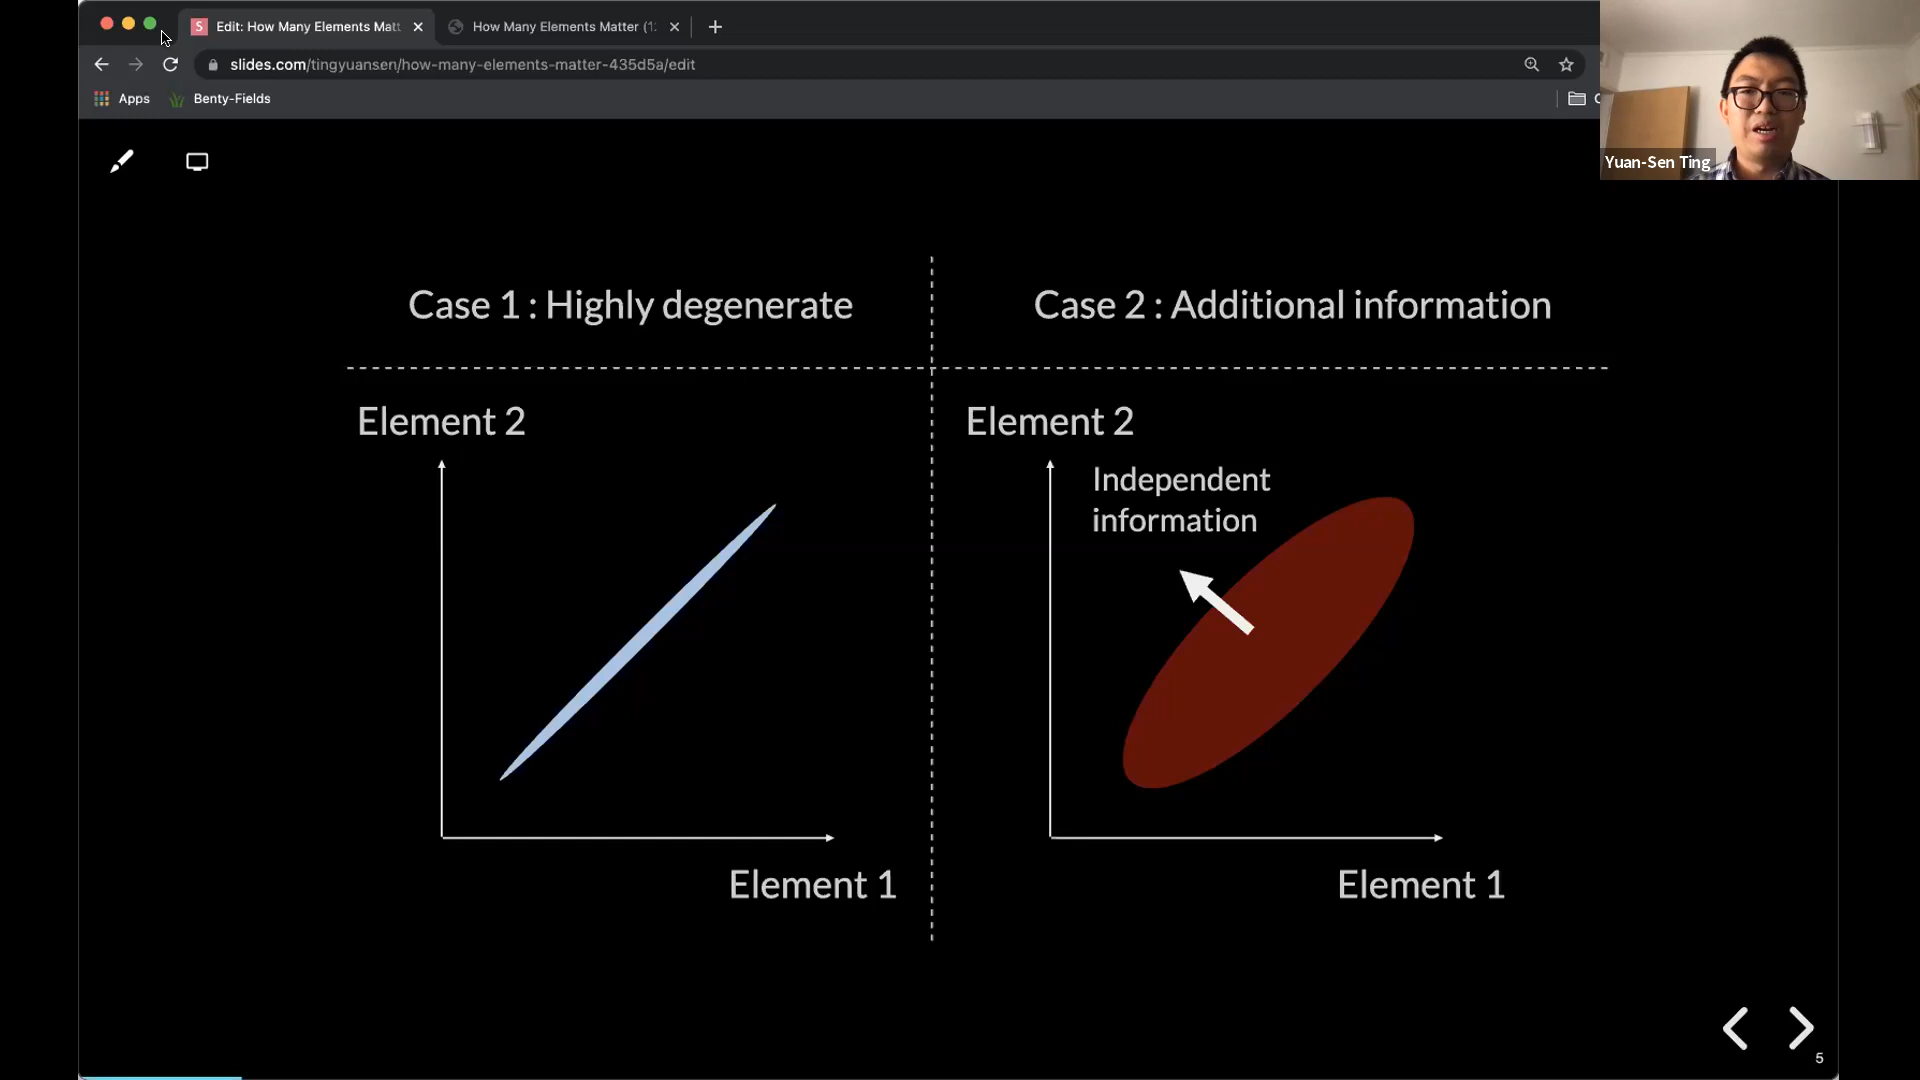 Edit: How Many Elements Matt
How Many Elements Matter (1
slides.com/tingyuansen/how-many-elements-matter-435d5a/edit
Apps
Benty-Fields
Yuan-Sen Ting
Case 1 : Highly degenerate
Case 2 : Additional information
Element 2
Element 2
Independent
information
Element 1
Element 1
5